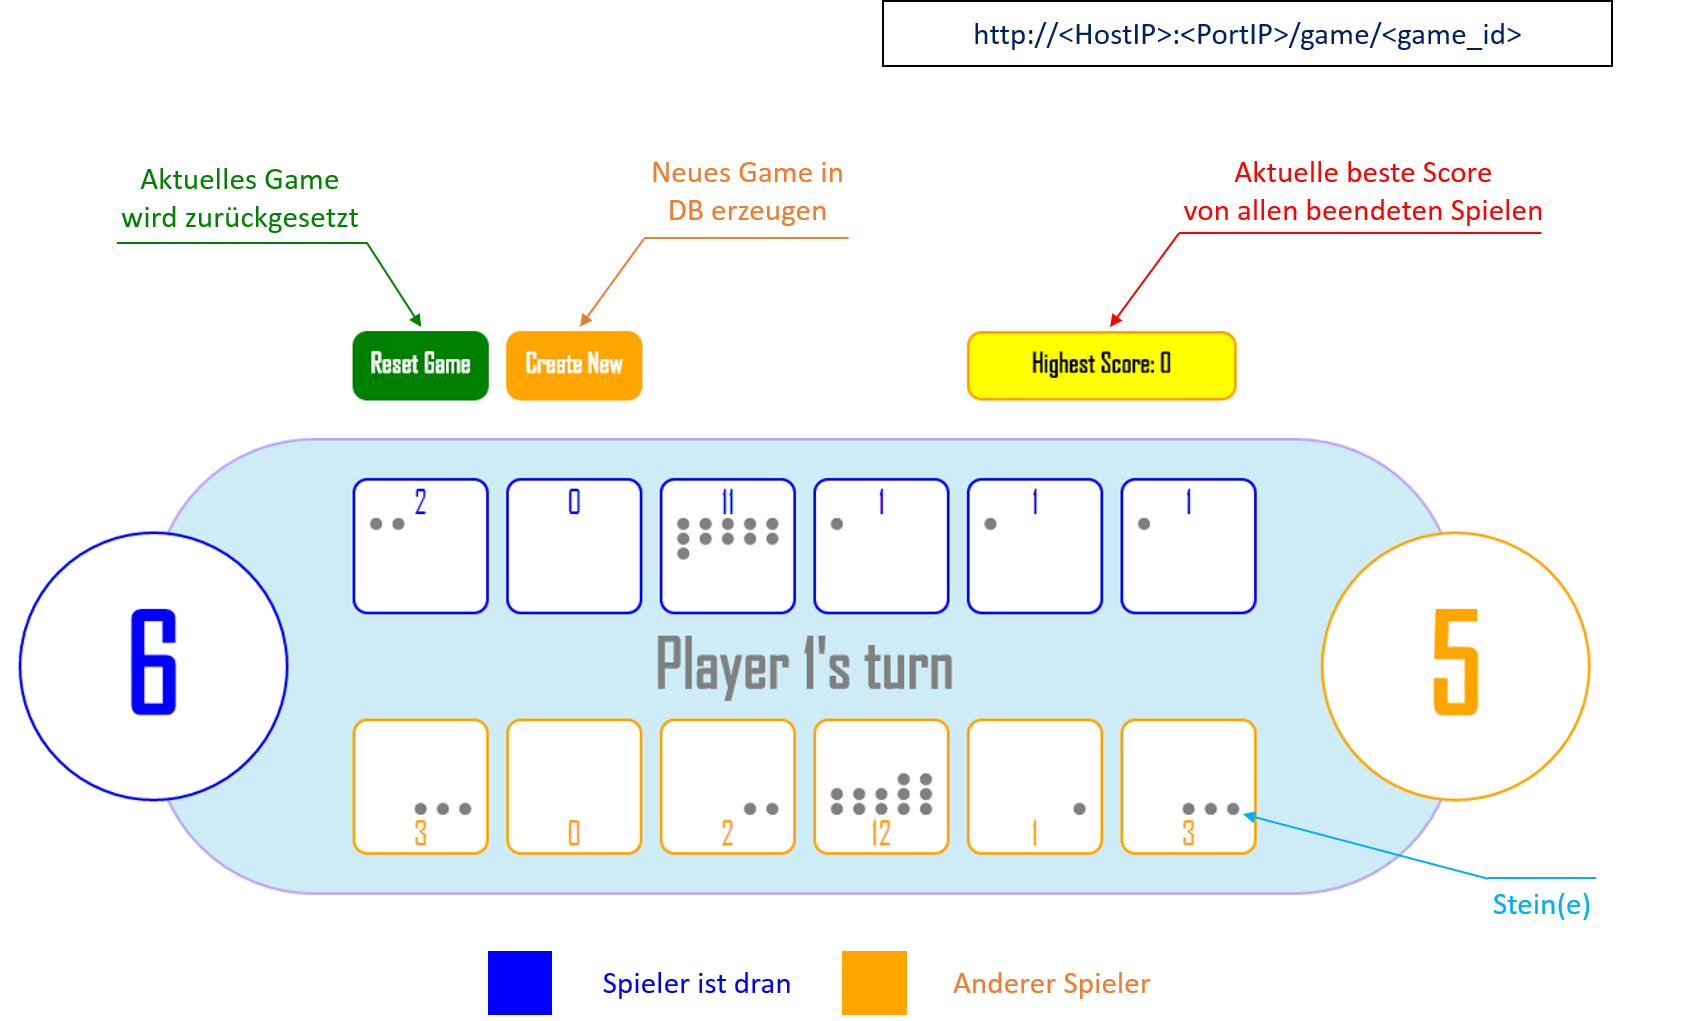 http://<HostIP>:<PortIP>/game/<game_id>
Aktuelles Game
wird zurückgesetzt
Neues Game in
DB erzeugen
Aktuelle beste Score
von allen beendeten Spielen
Reset Game
Create New
Highest Score: 0
2
0
11
1
1
1
6
Player 1's turn
5
3
0
2
12
1
3
Stein(e)
Spieler ist dran
Anderer Spieler